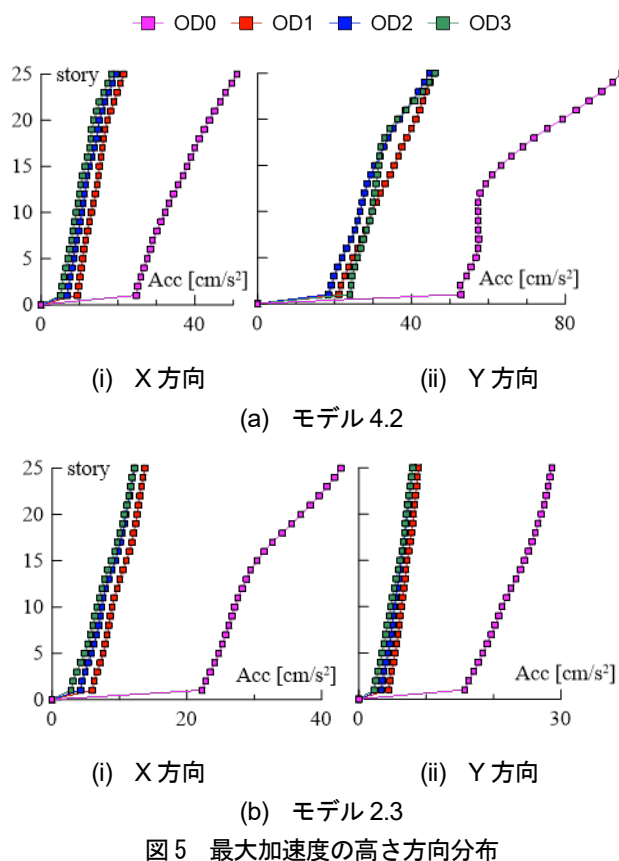 OD0 OD1 OD2 OD3
story
25
20
15
10
5
0
Acc [cm/s²]
Acc [cm/s²]
0 40
0 40 80
(i) X 方向 (ii) Y 方向
(a) モデル 4.2
25
story
20
15
10
5
0
Acc [cm/s²]
Acc [cm/s²]
0 20 40
0 30
(i) X 方向 (ii) Y 方向
(b) モデル 2.3
図 5 最大加速度の高さ方向分布